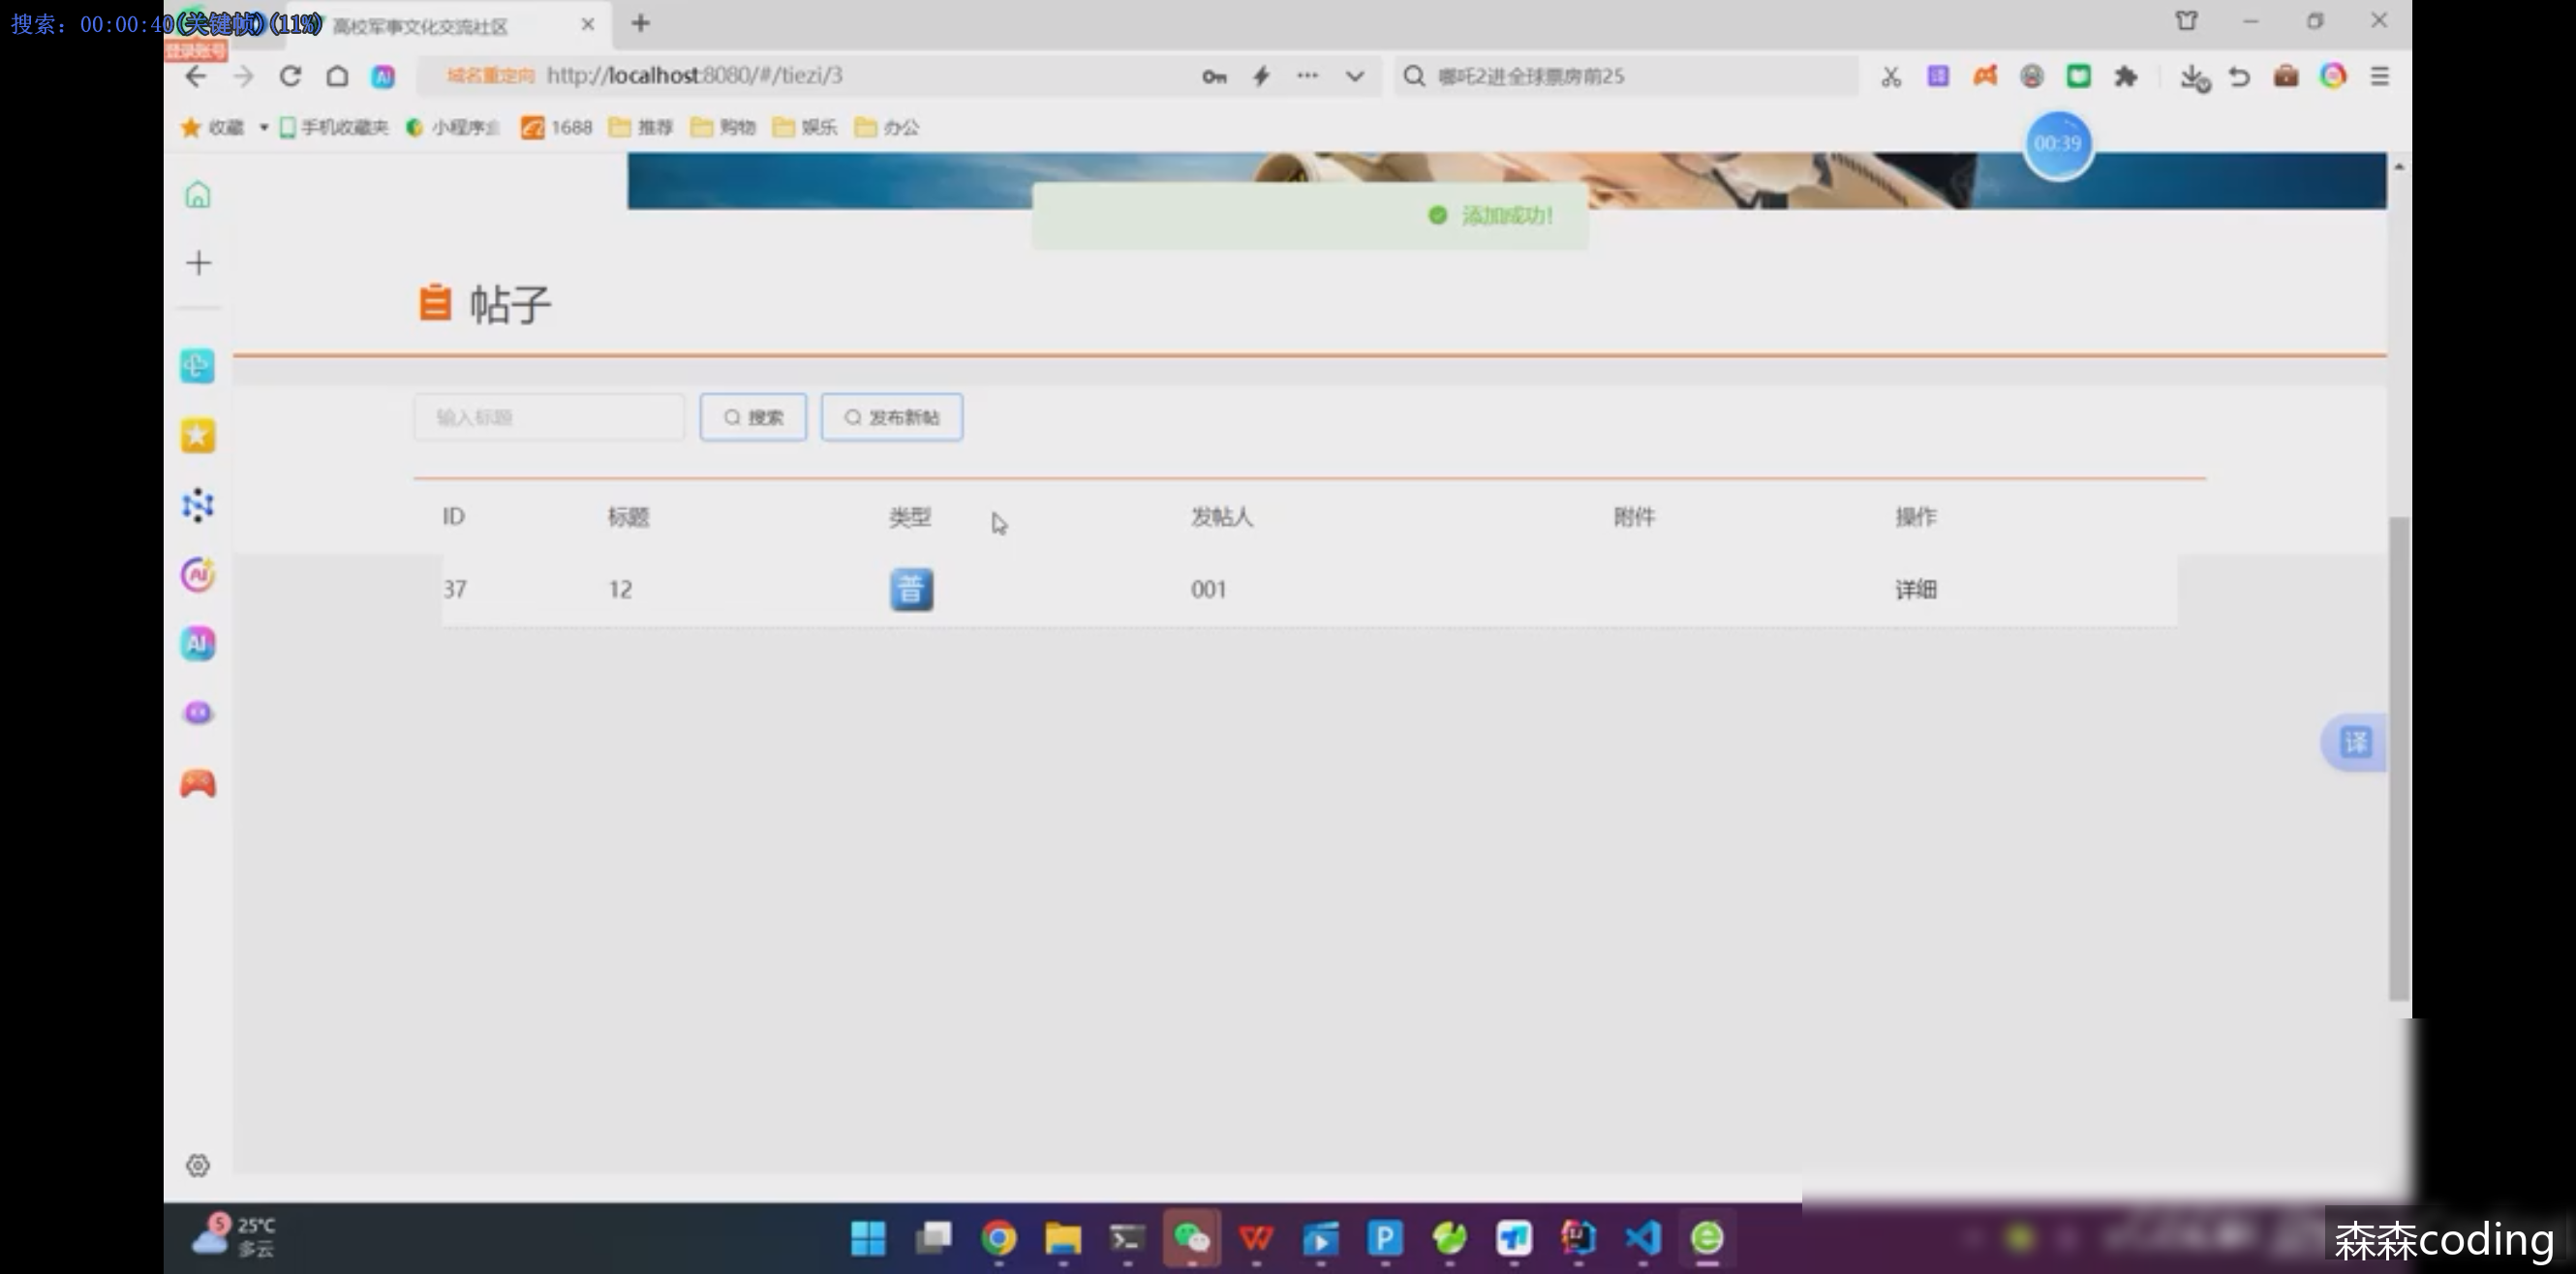 搜索: 00:00:40(关键帧)(11%)
高校军事文化交流社区
登录账号
域名重定向 http://localhost:8080/#/tiezi/3
哪吒2进全球票房前25
收藏 手机收藏夹 小程序 1688 推荐 购物 娱乐 办公
00:39
添加成功!
帖子
输入标题 搜索 发布新帖
ID 标题 类型 发帖人 附件 操作
37 12 普 001 详细
译
5 25°C
多云
森森coding